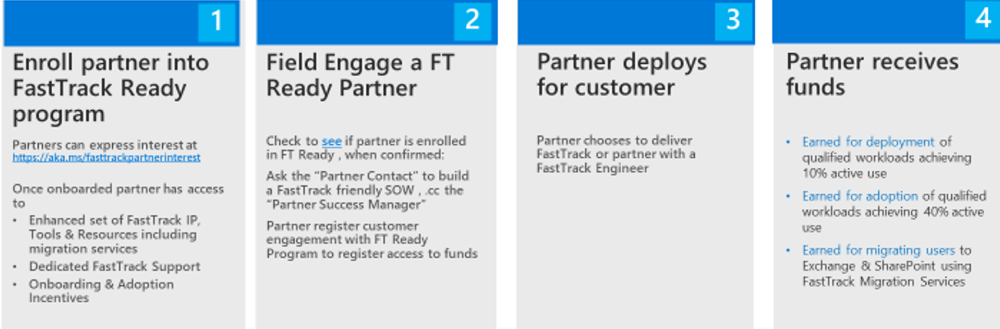 1
Enroll partner into
FastTrack Ready
program
Partners can express interest at
https://aka.ms/fasttrackpartnerinterest
Once onboarded partner has access
to
• Enhanced set of FastTrack IP,
Tools & Resources including
migration services
• Dedicated FastTrack Support
• Onboarding & Adoption
Incentives
2
Field Engage a FT
Ready Partner
Check to see if partner is enrolled
in FT Ready , when confirmed:
Ask the “Partner Contact” to build
a FastTrack friendly SOW , .cc the
“Partner Success Manager”
Partner register customer
engagement with FT Ready
Program to register access to funds
3
Partner deploys
for customer
Partner chooses to deliver
FastTrack or partner with a
FastTrack Engineer
4
Partner receives
funds
• Earned for deployment of
qualified workloads achieving
10% active use
• Earned for adoption of qualified
workloads achieving 40% active
use
• Earned for migrating users to
Exchange & SharePoint using
FastTrack Migration Services